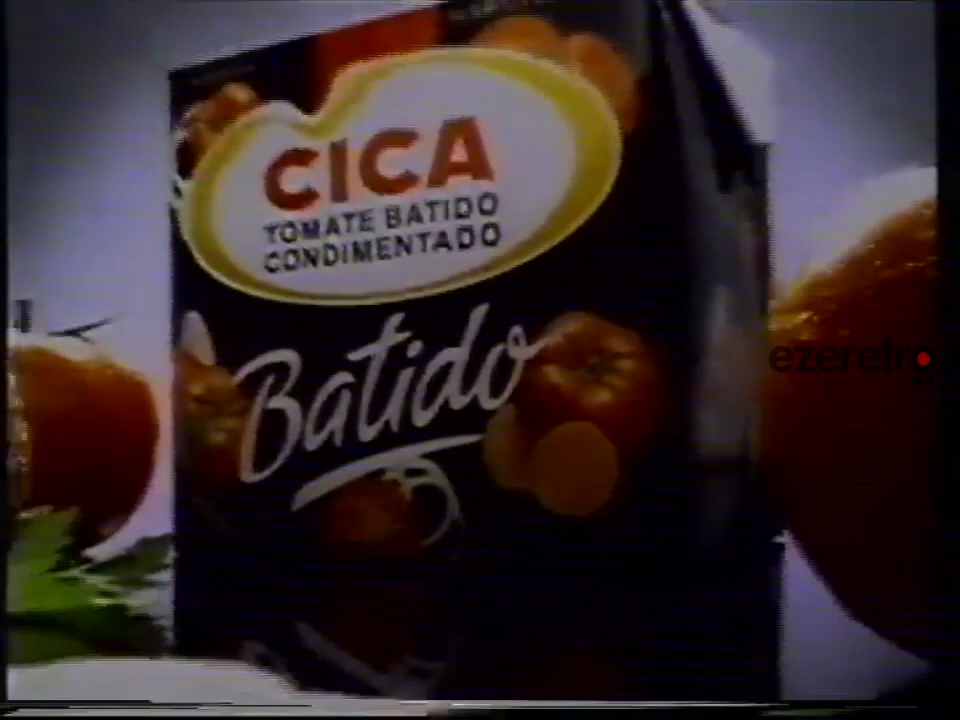 CICA
TOMATE BATIDO
CONDIMENTADO
Batido
ezeretro